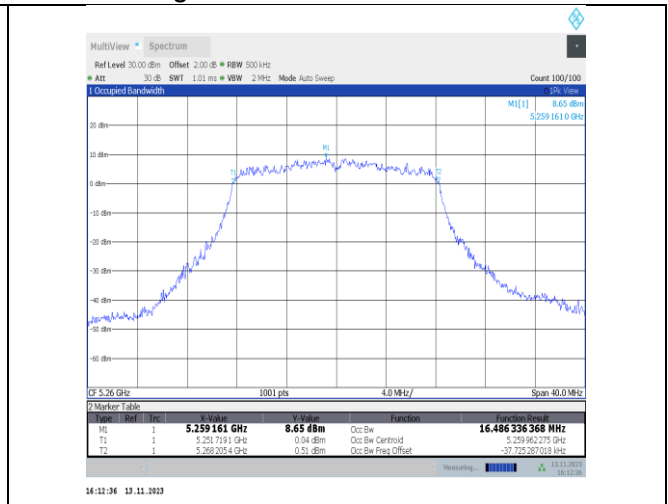 MultiView Spectrum
Ref Level 30.00 dBm Offset 2.00 dB RBW 500 kHz
Att 30 dB SWT 1.01 ms VBW 2 MHz Mode Auto Sweep Count 100/100
1 Occupied Bandwidth 1Pk View
M1[1] 8.65 dBm
5.2591610 GHz
20 dBm
M1
10 dBm
T1 T2
0 dBm
-10 dBm
-20 dBm
-30 dBm
-40 dBm
-50 dBm
-60 dBm
CF 5.26 GHz 1001 pts 4.0 MHz/ Span 40.0 MHz
2 Marker Table
Type Ref Trc X-Value Y-Value Function Function Result
M1 1 5.259161 GHz 8.65 dBm Occ Bw 16.486336368 MHz
T1 1 5.2517191 GHz 0.04 dBm Occ Bw Centroid 5.259962275 GHz
T2 1 5.2682054 GHz 0.51 dBm Occ Bw Freq Offset -37.725287018 kHz
Measuring... 13.11.2023
16:12:36
16:12:36 13.11.2023